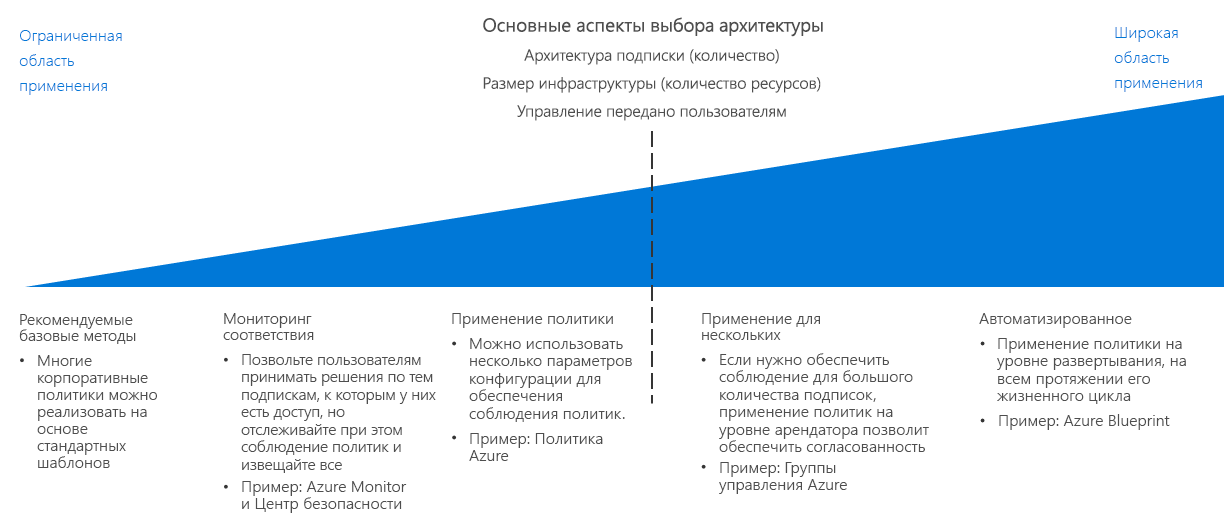 Основные аспекты выбора архитектуры
Архитектура подписки (количество)
Размер инфраструктуры (количество ресурсов)
Управление передано пользователям
Ограниченная
область
применения
Широкая
область
применения
Рекомендуемые
базовые методы
• Многие
корпоративные
политики можно
реализовать на
основе
стандартных
шаблонов
Мониторинг
соответствия
• Позвольте пользователям
принимать решения по тем
подпискам, к которым у них
есть доступ, но
отслеживайте при этом
соблюдение политик и
извещайте все
• Пример: Azure Monitor
и Центр безопасности
Применение политики
• Можно использовать
несколько параметров
конфигурации для
обеспечения
соблюдения политик.
• Пример: Политика
Azure
Применение для
нескольких
• Если нужно обеспечить
соблюдение для большого
количества подписок,
применение политик на
уровне арендатора позволит
обеспечить согласованность
• Пример: Группы
управления Azure
Автоматизированное
• Применение политики на
уровне развертывания, на
всем протяжении его
жизненного цикла
• Пример: Azure Blueprint